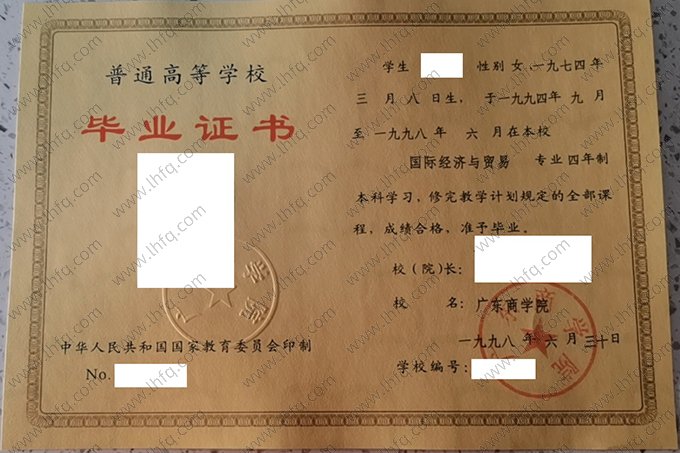 普通高等学校
毕业证书
中华人民共和国国家教育委员会印制
No.
学生 性别 女,一九七四年
三 月 八 日生, 于一九九四年 九 月
至 一九九八 年 六 月在本校
国际经济与贸易 专业 四年制
本科学习, 修完教学计划规定的全部课
程, 成绩合格, 准予毕业。
校(院)长:
校 名: 广东商学院
一九九八 年 六 月 三十日
学校编号:
www.lhfq.com